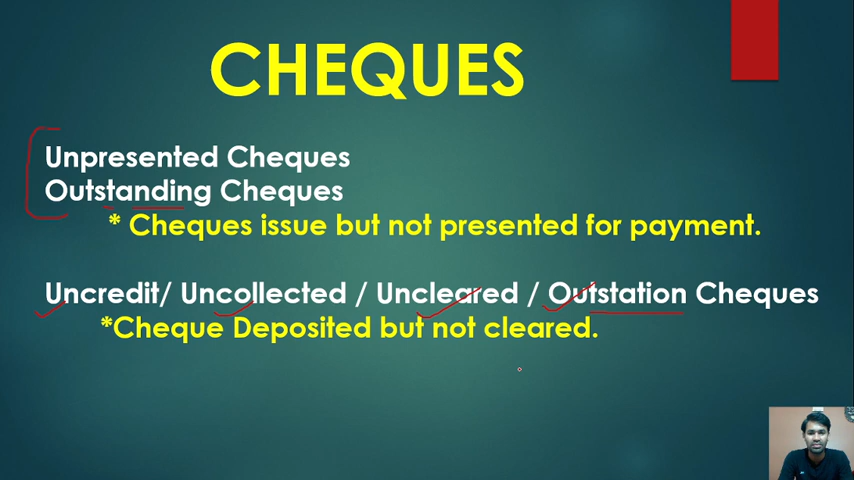 CHEQUES
Unpresented Cheques
Outstanding Cheques
* Cheques issue but not presented for payment.
Uncredit/ Uncollected / Uncleared / Outstation Cheques
*Cheque Deposited but not cleared.